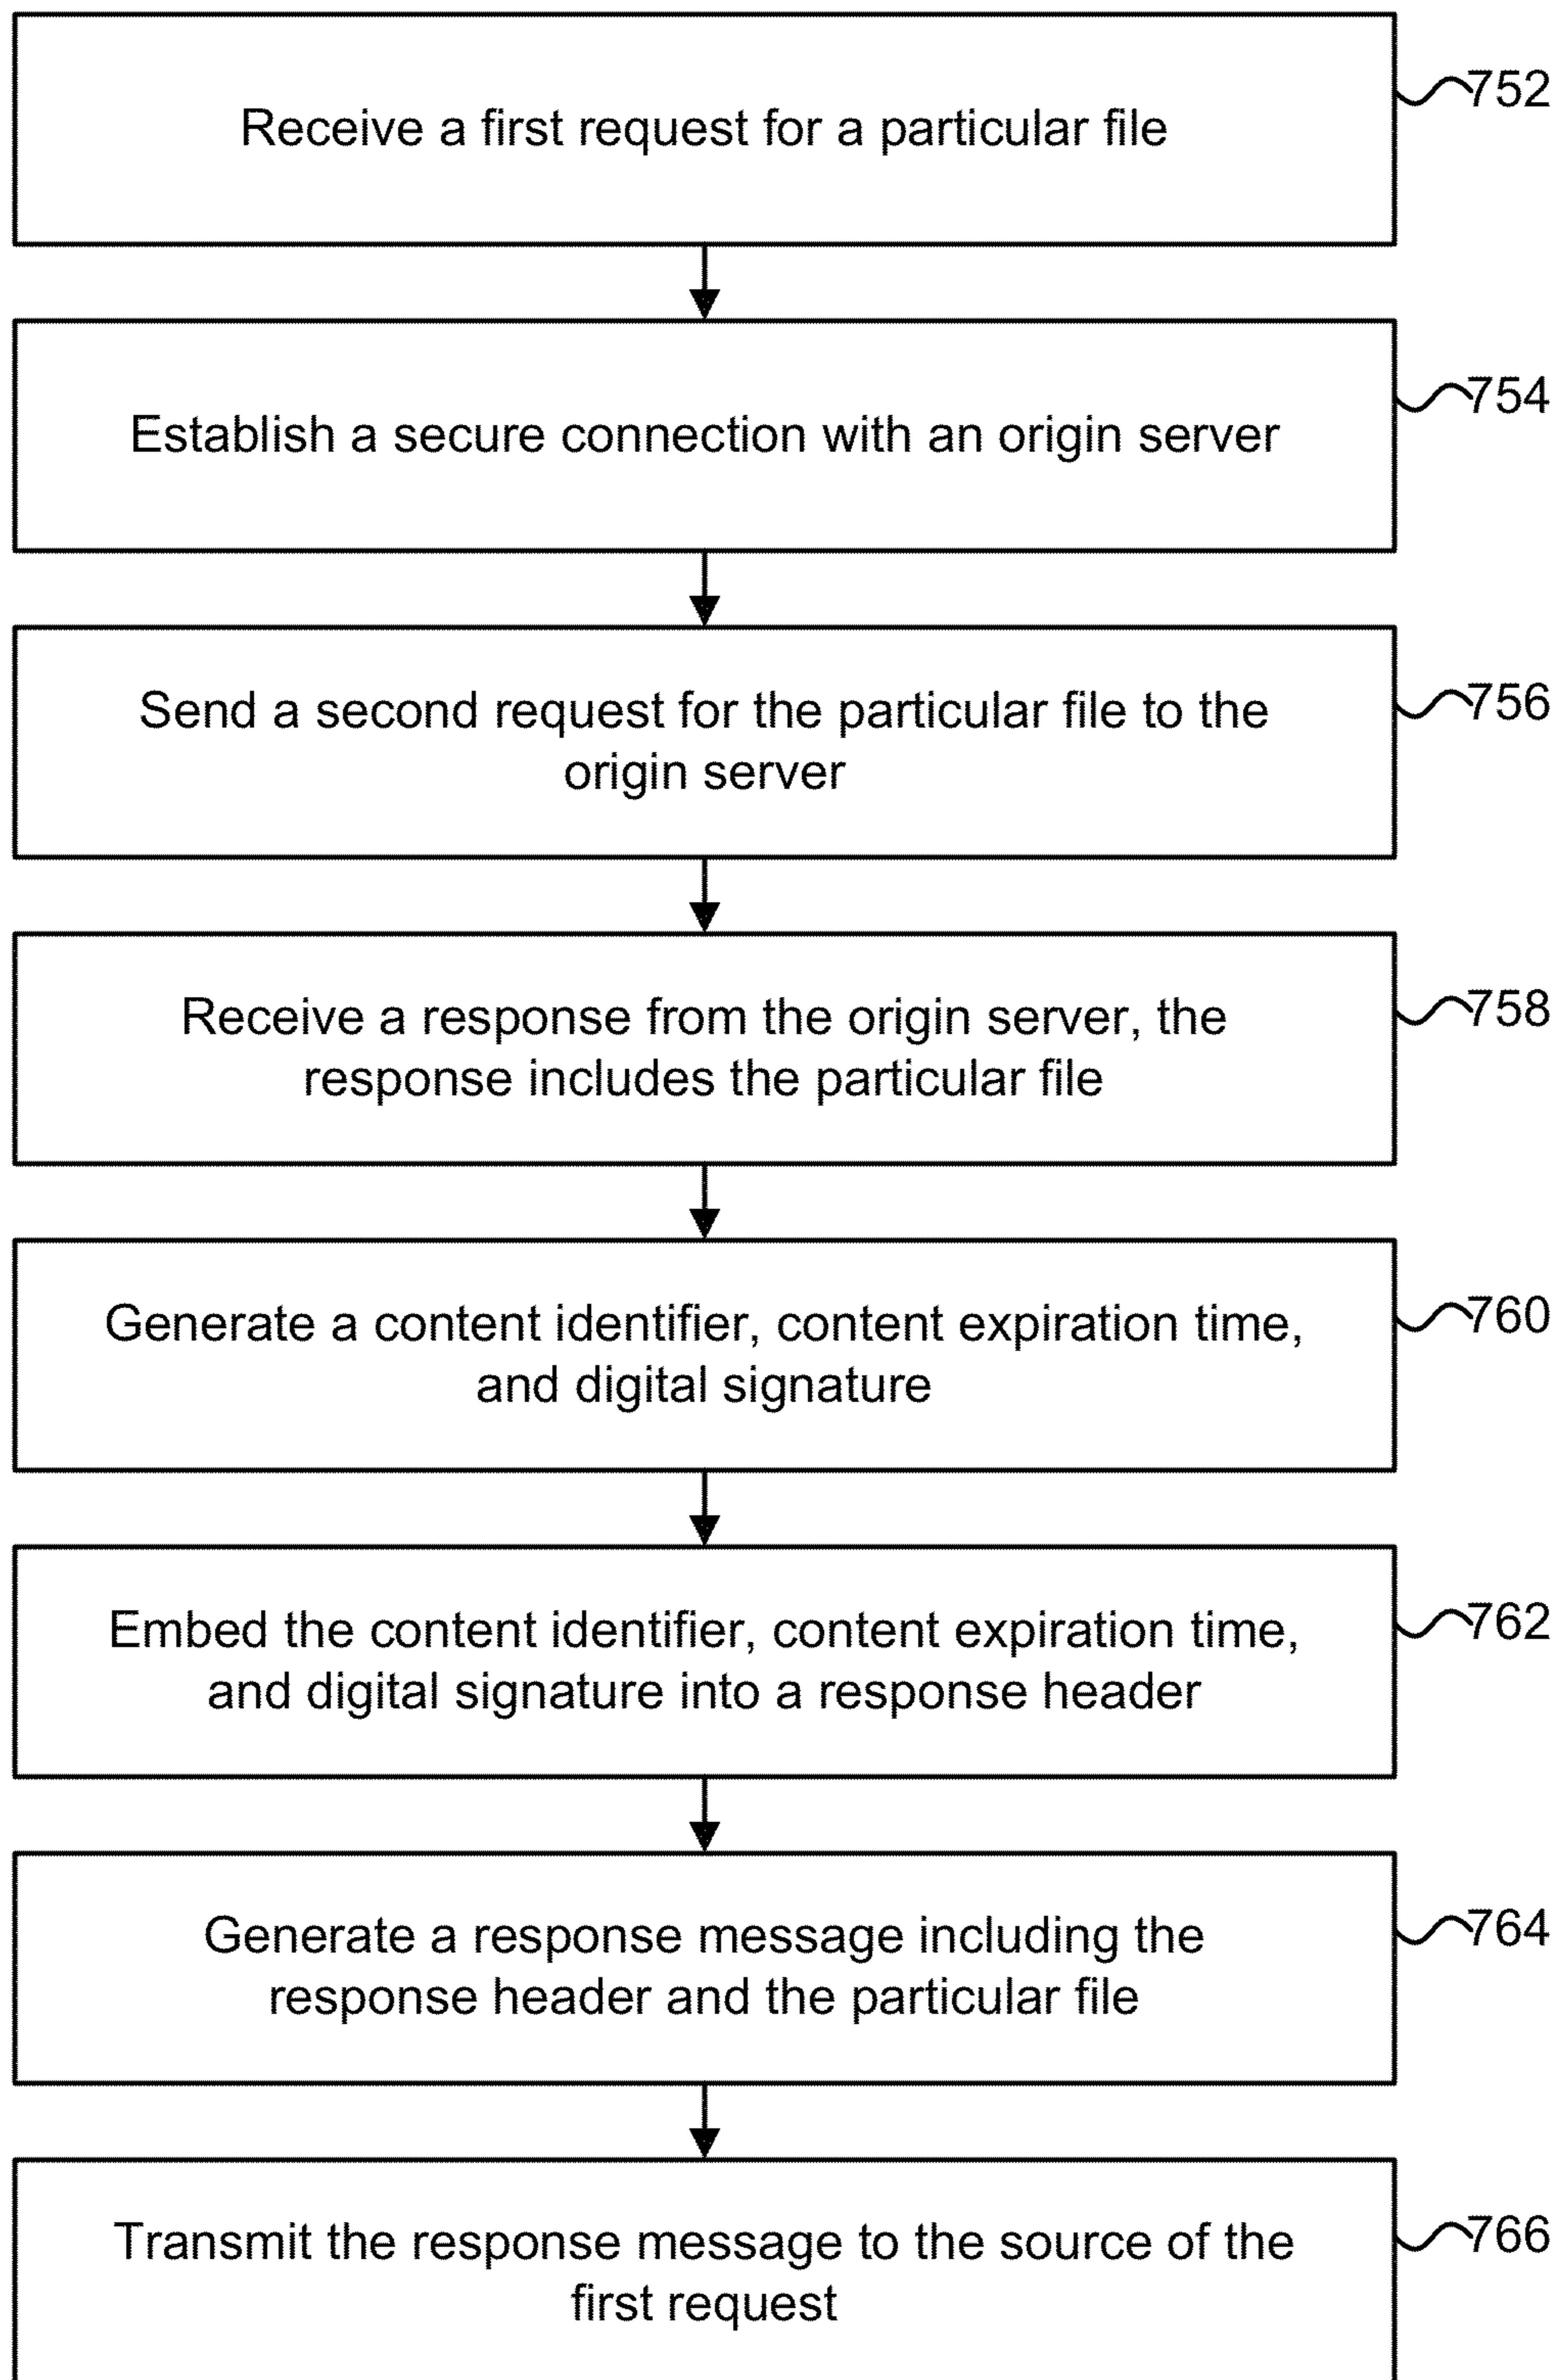 Receive a first request for a particular file
752
Establish a secure connection with an origin server
754
Send a second request for the particular file to the
origin server
756
Receive a response from the origin server, the
response includes the particular file
758
Generate a content identifier, content expiration time,
and digital signature
760
Embed the content identifier, content expiration time,
and digital signature into a response header
762
Generate a response message including the
response header and the particular file
764
Transmit the response message to the source of the
first request
766